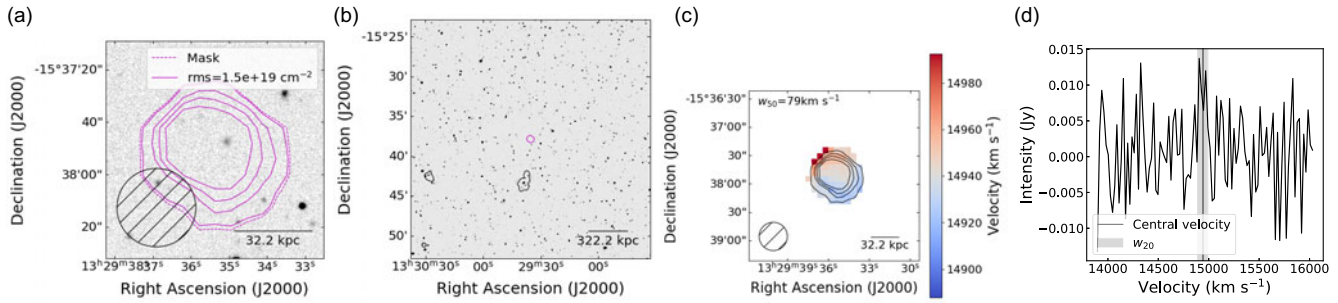 (a)
Mask
rms=1.5e+19 cm⁻²
-15°37'20"
40"
38'00"
20"
32.2 kpc
13ʰ29ᵐ38ˢ37ˢ 36ˢ 35ˢ 34ˢ 33ˢ
Right Ascension (J2000)
Declination (J2000)
(b)
-15°25'
30'
35'
40'
45'
50'
322.2 kpc
13ʰ30ᵐ30ˢ 00ˢ 29ᵐ30ˢ 00ˢ
Right Ascension (J2000)
Declination (J2000)
(c)
w₅₀=79km s⁻¹
-15°36'30"
37'00"
30"
38'00"
30"
39'00"
32.2 kpc
13ʰ29ᵐ39ˢ 36ˢ 33ˢ 30ˢ
Right Ascension (J2000)
Declination (J2000)
14980
14960
14940
14920
14900
Velocity (km s⁻¹)
(d)
0.015
0.010
0.005
0.000
−0.005
−0.010
Intensity (Jy)
Central velocity
w₂₀
14000 14500 15000 15500 16000
Velocity (km s⁻¹)